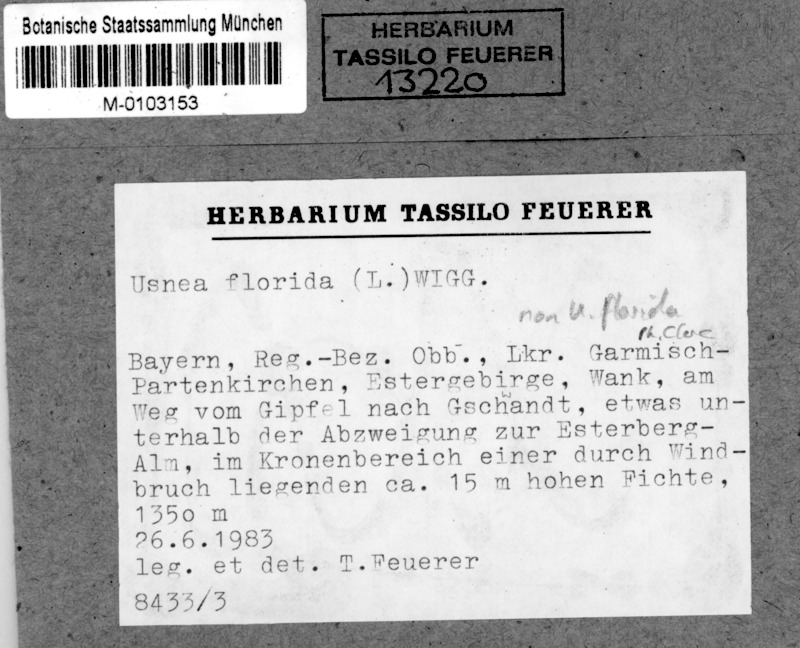 Botanische Staatssammlung München
M-0103153
HERBARIUM
TASSILO FEUERER
13220
HERBARIUM TASSILO FEUERER
Usnea florida (L.)WIGG.
non U. florida
Ph. Clerc
Bayern, Reg.-Bez. Obb., Lkr. Garmisch-
Partenkirchen, Estergebirge, Wank, am
Weg vom Gipfel nach Gschwandt, etwas un-
terhalb der Abzweigung zur Esterberg-
Alm, im Kronenbereich einer durch Wind-
bruch liegenden ca. 15 m hohen Fichte,
1350 m
26.6.1983
leg. et det. T.Feuerer
8433/3